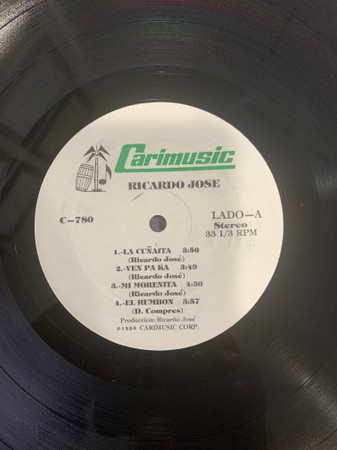 Carimusic
RICARDO JOSE
C-780
LADO-A
Stereo
33 1/3 RPM
1.-LA CUÑAITA 3:50
(Ricardo José)
2.-VEN PA KA 3:49
(Ricardo José)
3.-MI MORENITA 4:30
(Ricardo José)
4.-EL RUMBON 3:57
(D. Compres)
Produccion: Ricardo José
©1984 CARIMUSIC CORP.